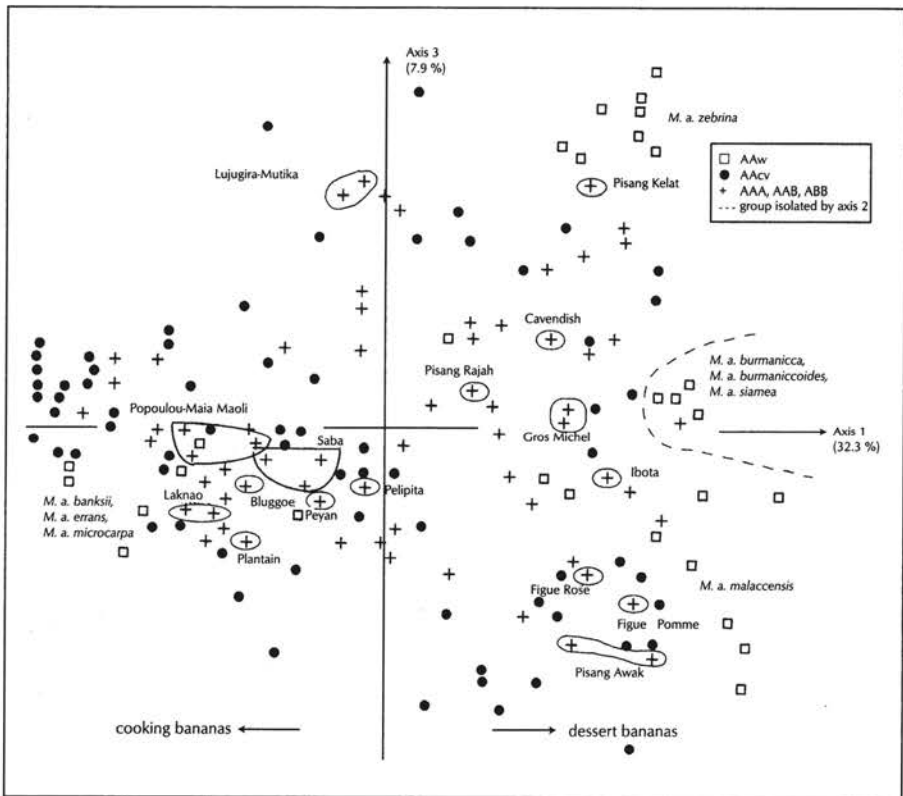 Axis 3
(7.9 %)
M. a. zebrina
□ AAw
● AAcv
+ AAA, AAB, ABB
--- group isolated by axis 2
Lujugira-Mutika
Pisang Kelat
Cavendish
M. a. burmanicca,
M. a. burmaniccoides,
M. a. siamea
Pisang Rajah
Popoulou-Maia Maoli
Saba
Gros Michel
Axis 1
(32.3 %)
Ibota
M. a. banksii,
M. a. errans,
M. a. microcarpa
Laknao
Bluggoe
Peyan
Pelipita
Plantain
Figue Rose
M. a. malaccensis
Figue Pomme
Pisang Awak
cooking bananas
dessert bananas